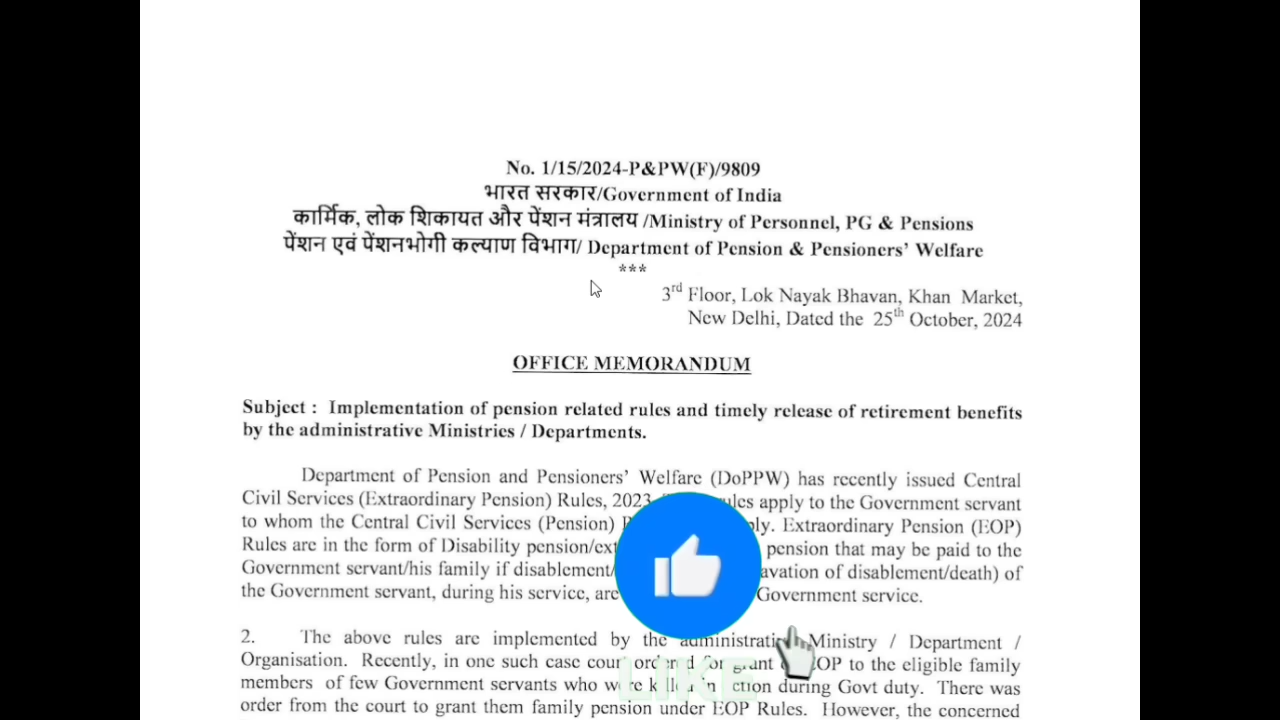 No. 1/15/2024-P&PW(F)/9809
भारत सरकार/Government of India
कार्मिक, लोक शिकायत और पेंशन मंत्रालय /Ministry of Personnel, PG & Pensions
पेंशन एवं पेंशनभोगी कल्याण विभाग/ Department of Pension & Pensioners' Welfare
***
3rd Floor, Lok Nayak Bhavan, Khan Market,
New Delhi, Dated the 25th October, 2024
OFFICE MEMORANDUM
Subject : Implementation of pension related rules and timely release of retirement benefits
by the administrative Ministries / Departments.
Department of Pension and Pensioners' Welfare (DoPPW) has recently issued Central
Civil Services (Extraordinary Pension) Rules, 2023. apply to the Government servant
to whom the Central Civil Services (Pension) Extraordinary Pension (EOP)
Rules are in the form of Disability pension/ pension that may be paid to the
Government servant/his family if disablement/ of disablement/death) of
the Government servant, during his service, are Government service.
2. The above rules are implemented by the administrative Ministry / Department /
Organisation. Recently, in one such case court ordered for grant EOP to the eligible family
members of few Government servants who were killed in action during Govt duty. There was
order from the court to grant them family pension under EOP Rules. However, the concerned
LIKE